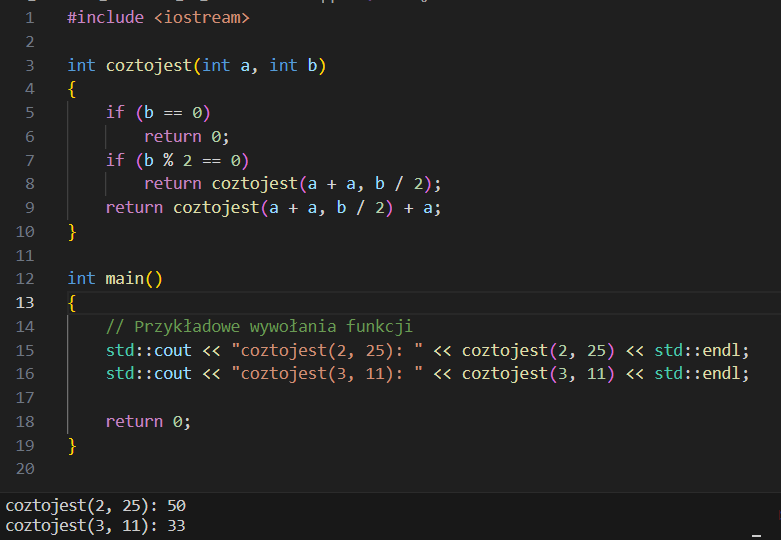 1 #include <iostream>
2
3 int coztojest(int a, int b)
4 {
5     if (b == 0)
6         return 0;
7     if (b % 2 == 0)
8         return coztojest(a + a, b / 2);
9     return coztojest(a + a, b / 2) + a;
10 }
11
12 int main()
13 {
14     // Przykładowe wywołania funkcji
15     std::cout << "coztojest(2, 25): " << coztojest(2, 25) << std::endl;
16     std::cout << "coztojest(3, 11): " << coztojest(3, 11) << std::endl;
17
18     return 0;
19 }
20
coztojest(2, 25): 50
coztojest(3, 11): 33